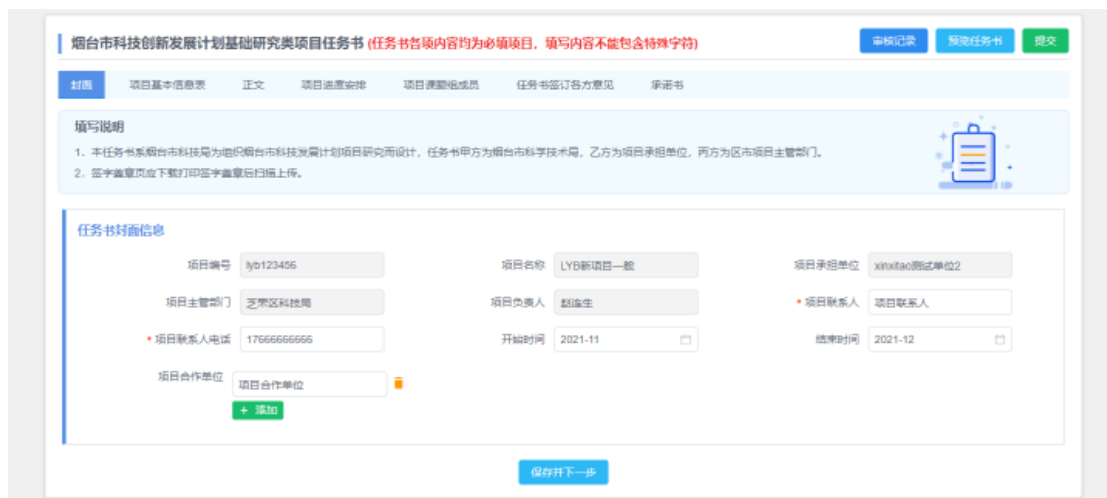 烟台市科技创新发展计划基础研究类项目任务书 (任务书各项内容均为必填项目，填写内容不能包含特殊字符) 审核记录 预览任务书 提交
封面 项目基本信息表 正文 项目进度安排 项目课题组成员 任务书签订各方意见 承诺书
填写说明
1、本任务书系烟台市科技局为组织烟台市科技发展计划项目研究而设计，任务书甲方为烟台市科学技术局，乙方为项目承担单位，丙方为区市项目主管部门。
2、签字盖章页应下载打印签字盖章后扫描上传。
任务书封面信息
项目编号 lyb123456 项目名称 LYB新项目—般 项目承担单位 xinxitao测试单位2
项目主管部门 芝罘区科技局 项目负责人 赵连生 * 项目联系人 项目联系人
* 项目联系人电话 17666666666 开始时间 2021-11 结束时间 2021-12
项目合作单位 项目合作单位
+ 添加
保存并下一步